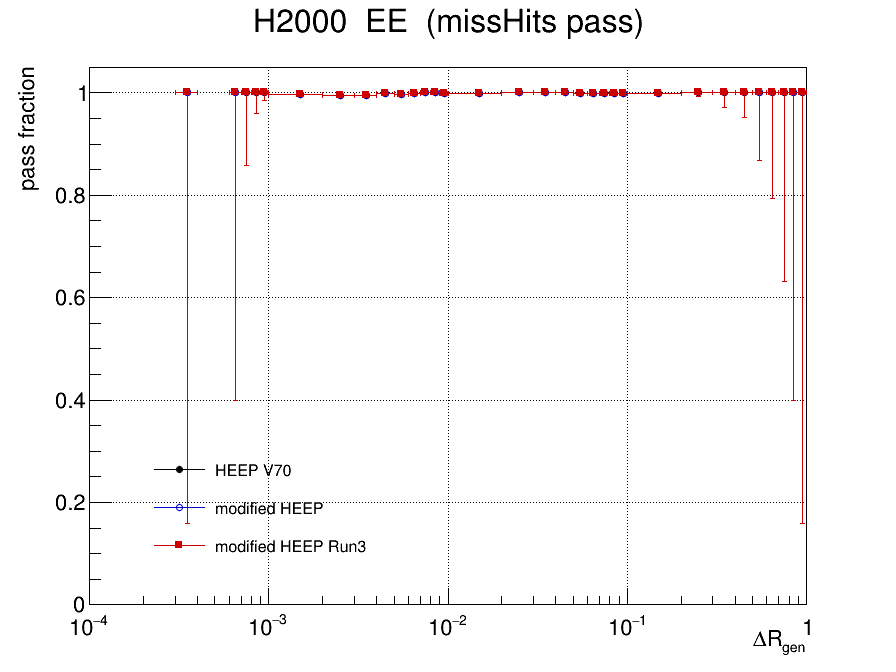 H2000 EE (missHits pass)
pass fraction
1
0.8
0.6
0.4
0.2
0
HEEP V70
modified HEEP
modified HEEP Run3
10⁻⁴ 10⁻³ 10⁻² 10⁻¹ 1
ΔR_gen